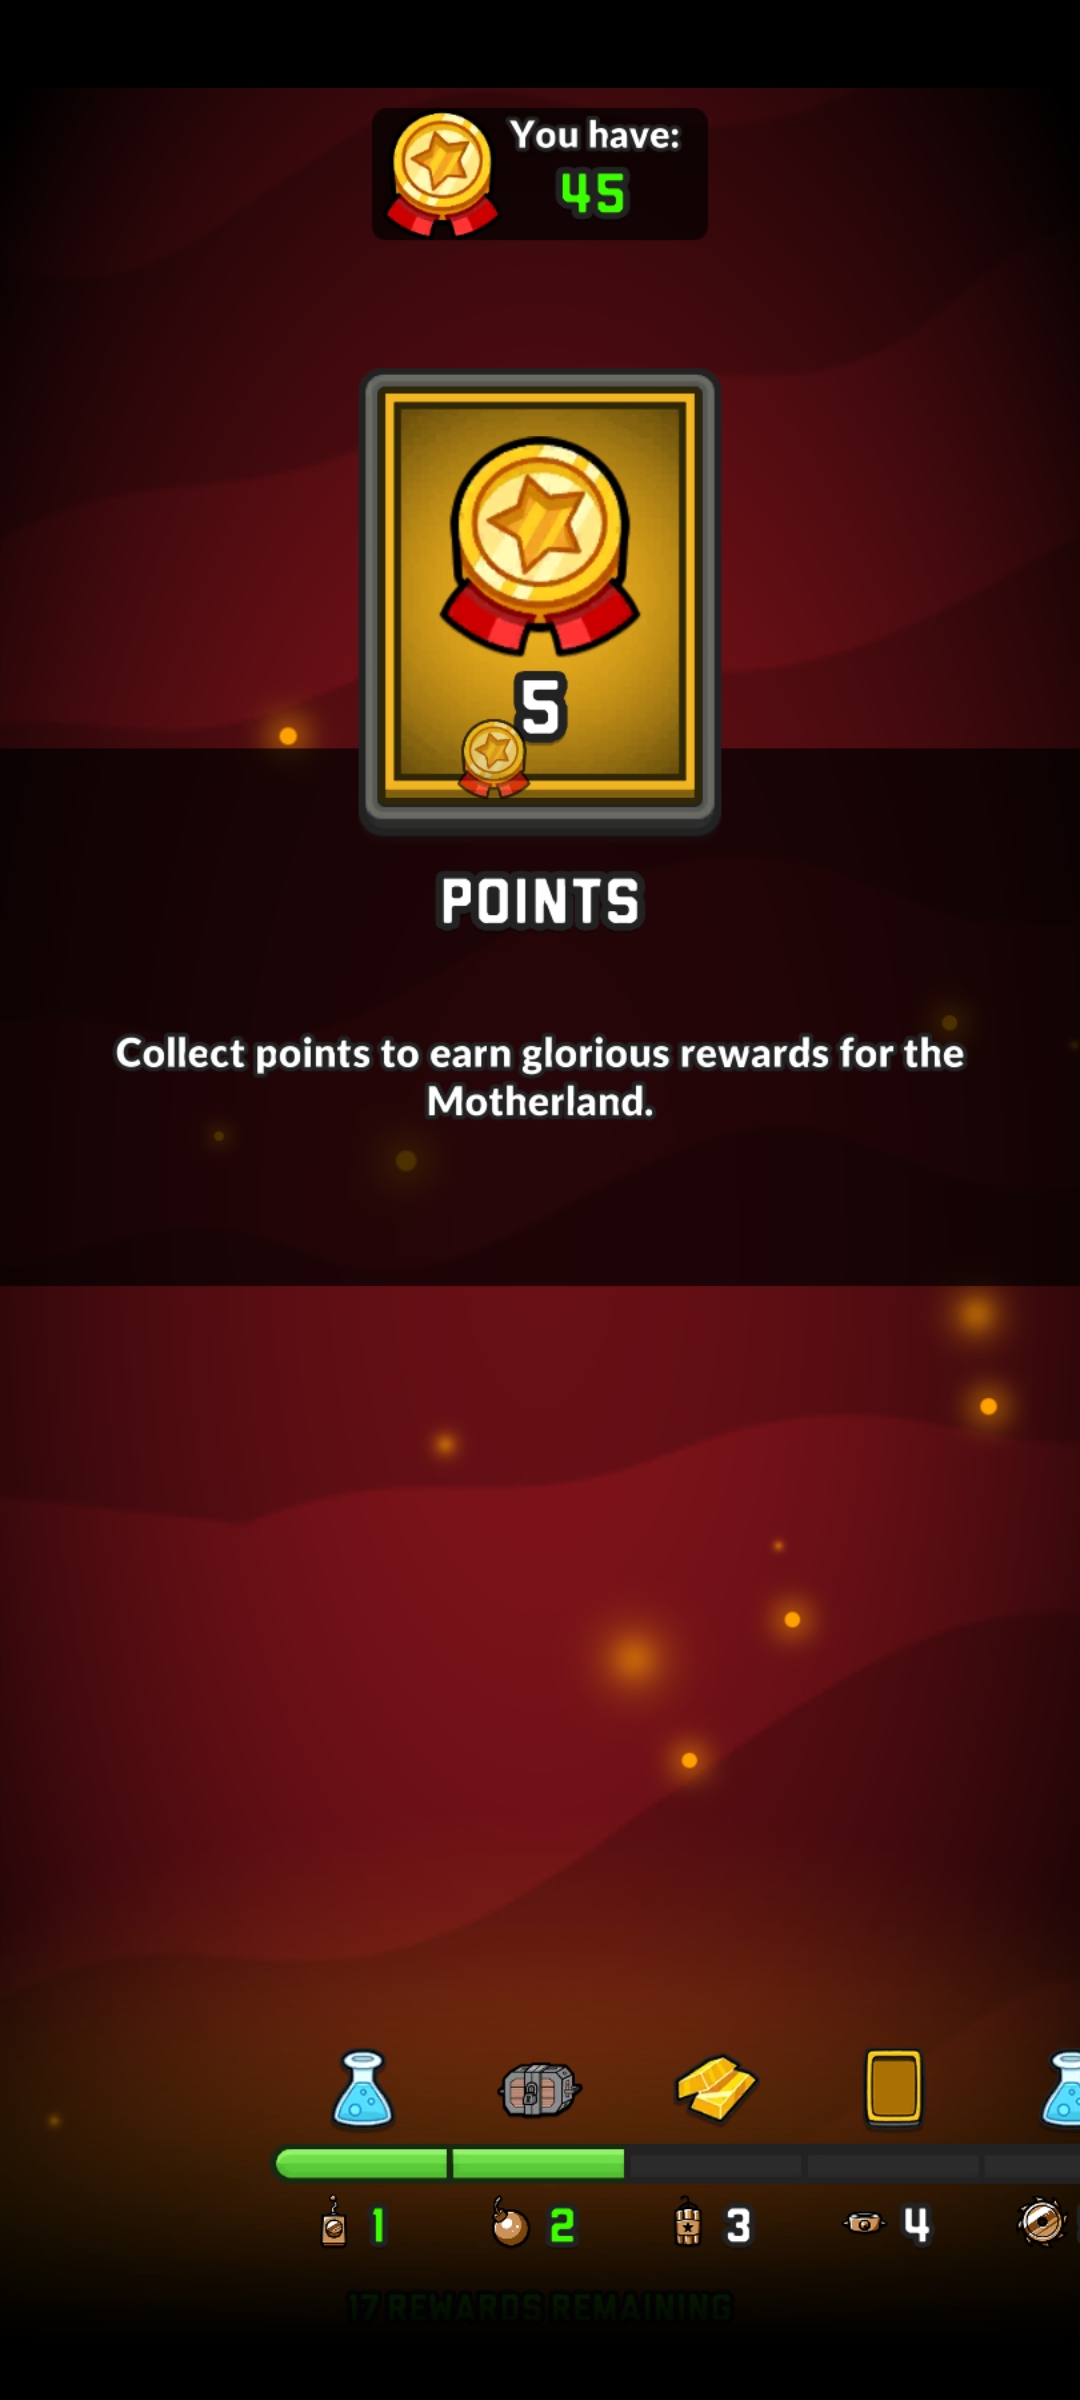 You have:
45
5
POINTS
Collect points to earn glorious rewards for the
Motherland.
1 2 3 4
17 REWARDS REMAINING